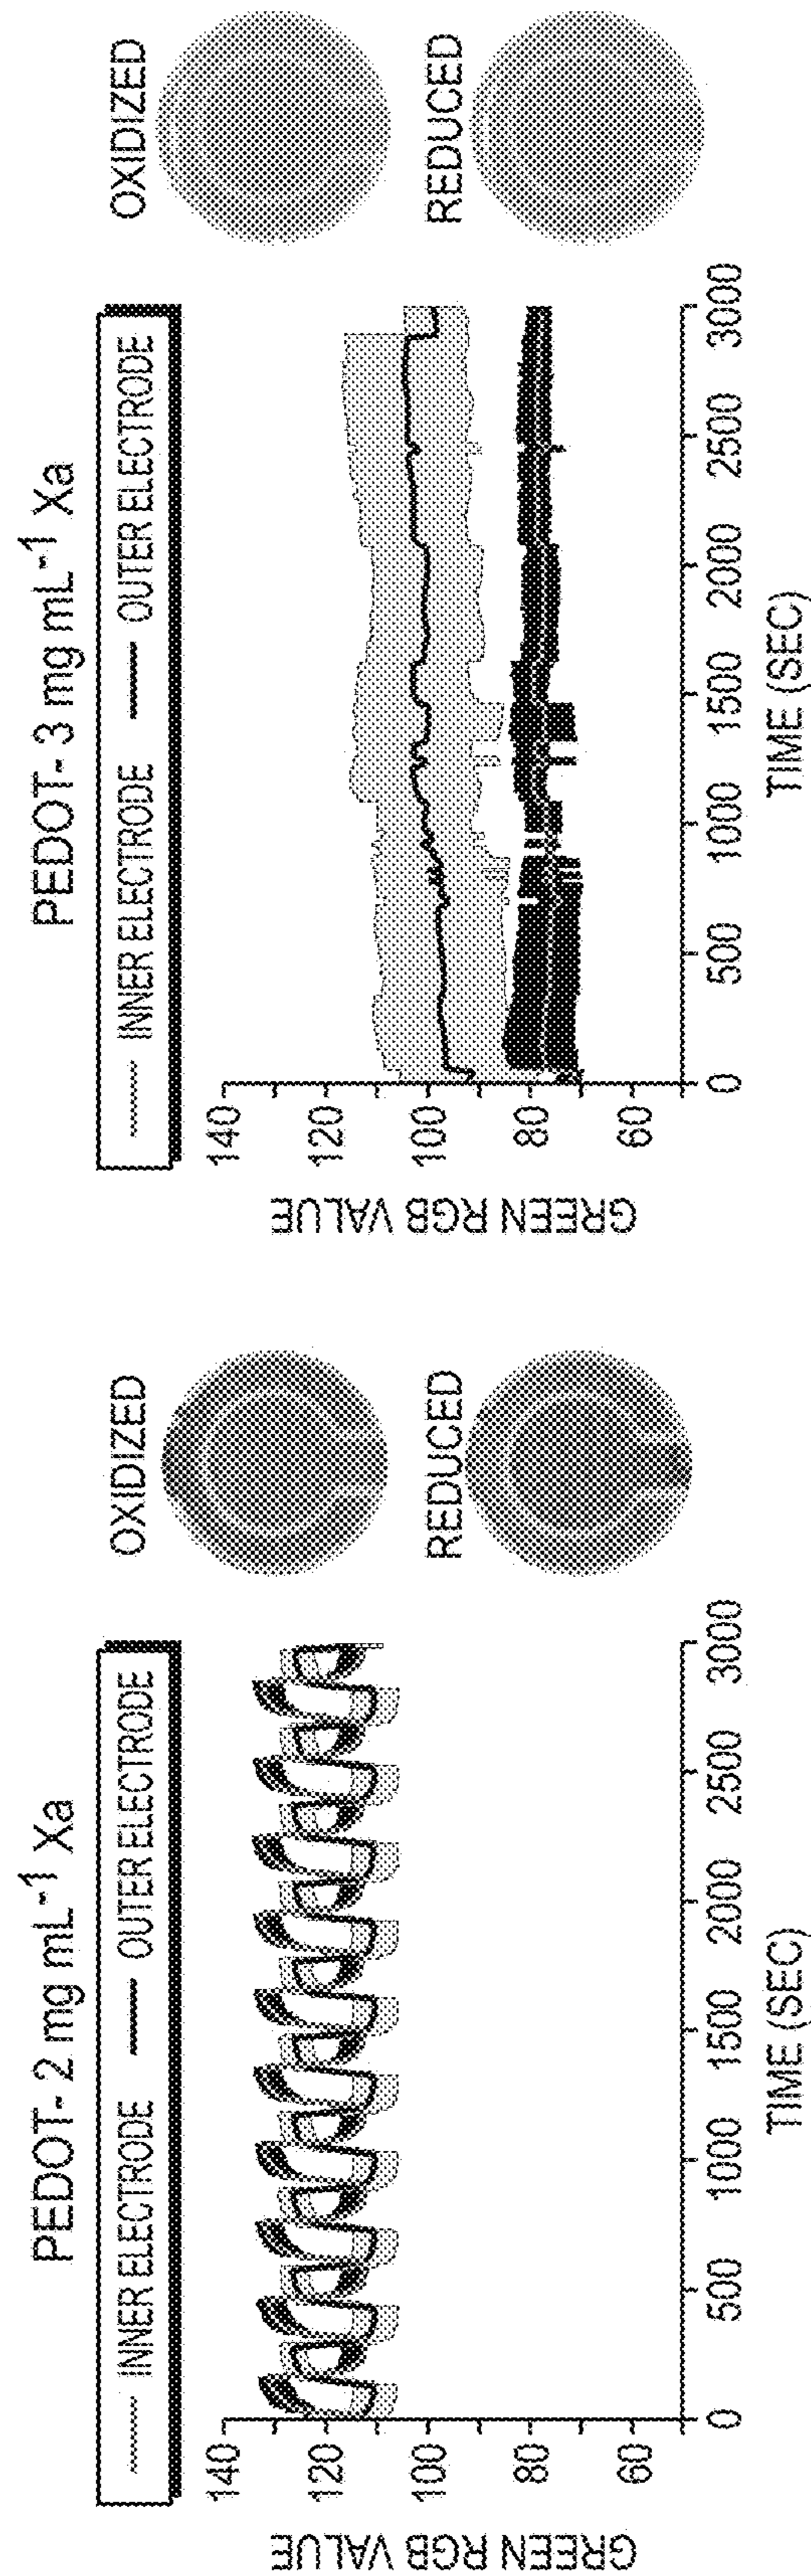 PEDOT- 2 mg mL-1 Xa
INNER ELECTRODE OUTER ELECTRODE
GREEN RGB VALUE
140
120
100
80
60
0 500 1000 1500 2000 2500 3000
TIME (SEC)
OXIDIZED
REDUCED
PEDOT- 3 mg mL-1 Xa
INNER ELECTRODE OUTER ELECTRODE
GREEN RGB VALUE
140
120
100
80
60
0 500 1000 1500 2000 2500 3000
TIME (SEC)
OXIDIZED
REDUCED